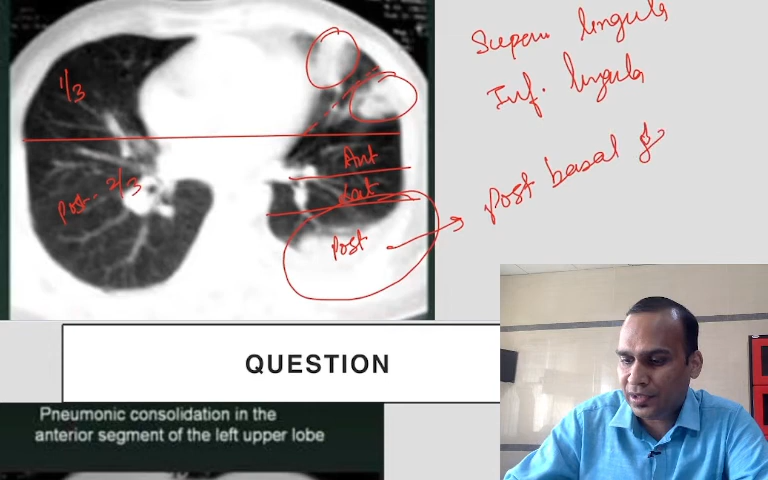 Superior lingula
Inf. lingula
1/3
Ant
Post basal
Post - 2/3
Lat
Post
QUESTION
Pneumonic consolidation in the
anterior segment of the left upper lobe